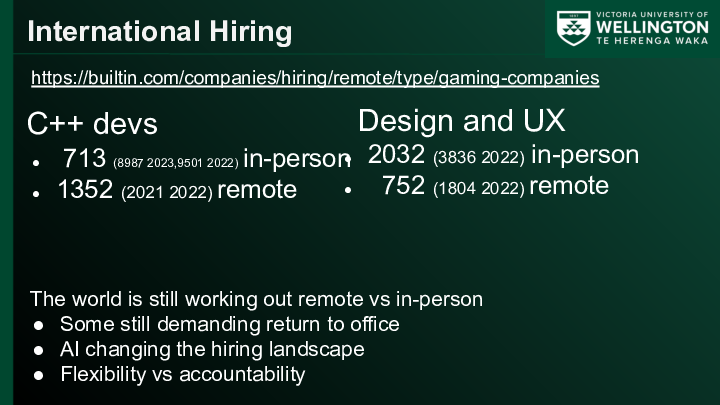 International Hiring
VICTORIA UNIVERSITY OF
WELLINGTON
TE HERENGA WAKA
https://builtin.com/companies/hiring/remote/type/gaming-companies
C++ devs
● 713 (8987 2023,9501 2022) in-person
● 1352 (2021 2022) remote
Design and UX
● 2032 (3836 2022) in-person
● 752 (1804 2022) remote
The world is still working out remote vs in-person
● Some still demanding return to office
● AI changing the hiring landscape
● Flexibility vs accountability